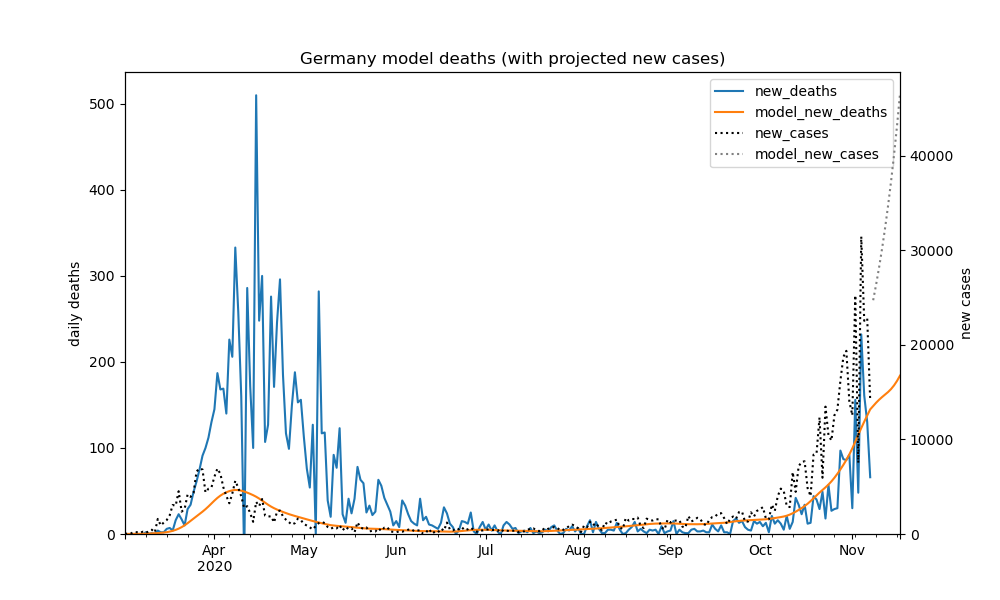 Germany model deaths (with projected new cases)
new_deaths
model_new_deaths
new_cases
model_new_cases
500
400
300
200
100
0
daily deaths
40000
30000
20000
10000
0
new cases
Apr May Jun Jul Aug Sep Oct Nov
2020